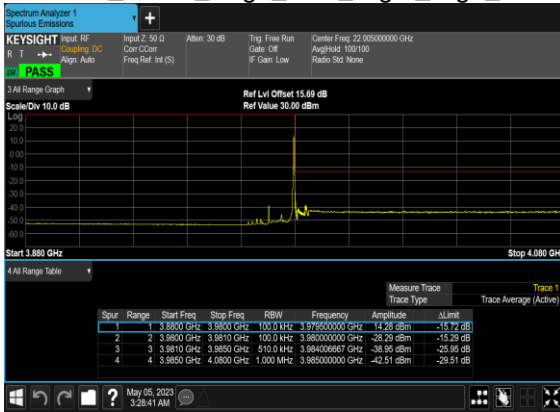 Spectrum Analyzer 1
Spurious Emissions
KEYSIGHT Input: RF Input Z: 50 Ω Atten: 30 dB Trig: Free Run Center Freq: 22.005000000 GHz
R T Coupling: DC Corr CCorr Gate: Off Avg|Hold: 100/100
Align: Auto Freq Ref: Int (S) IF Gain: Low Radio Std: None
PASS
3 All Range Graph Ref Lvl Offset 15.69 dB
Scale/Div 10.0 dB Ref Value 30.00 dBm
Log
20.0
10.0
0.00
-10.0
-20.0
-30.0
-40.0
-50.0
-60.0
Start 3.880 GHz Stop 4.080 GH
4 All Range Table
Measure Trace Trace 1
Trace Type Trace Average (Active)
Spur Range Start Freq Stop Freq RBW Frequency Amplitude ΔLimit
1 1 3.8800 GHz 3.9800 GHz 100.0 kHz 3.979500000 GHz 14.28 dBm -15.72 dB
2 2 3.9800 GHz 3.9810 GHz 100.0 kHz 3.980000000 GHz -28.29 dBm -15.29 dB
3 3 3.9810 GHz 3.9850 GHz 510.0 kHz 3.984006667 GHz -38.95 dBm -25.95 dB
4 4 3.9850 GHz 4.0800 GHz 1.000 MHz 3.985000000 GHz -42.51 dBm -29.51 dB
May 05, 2023
3:28:41 AM